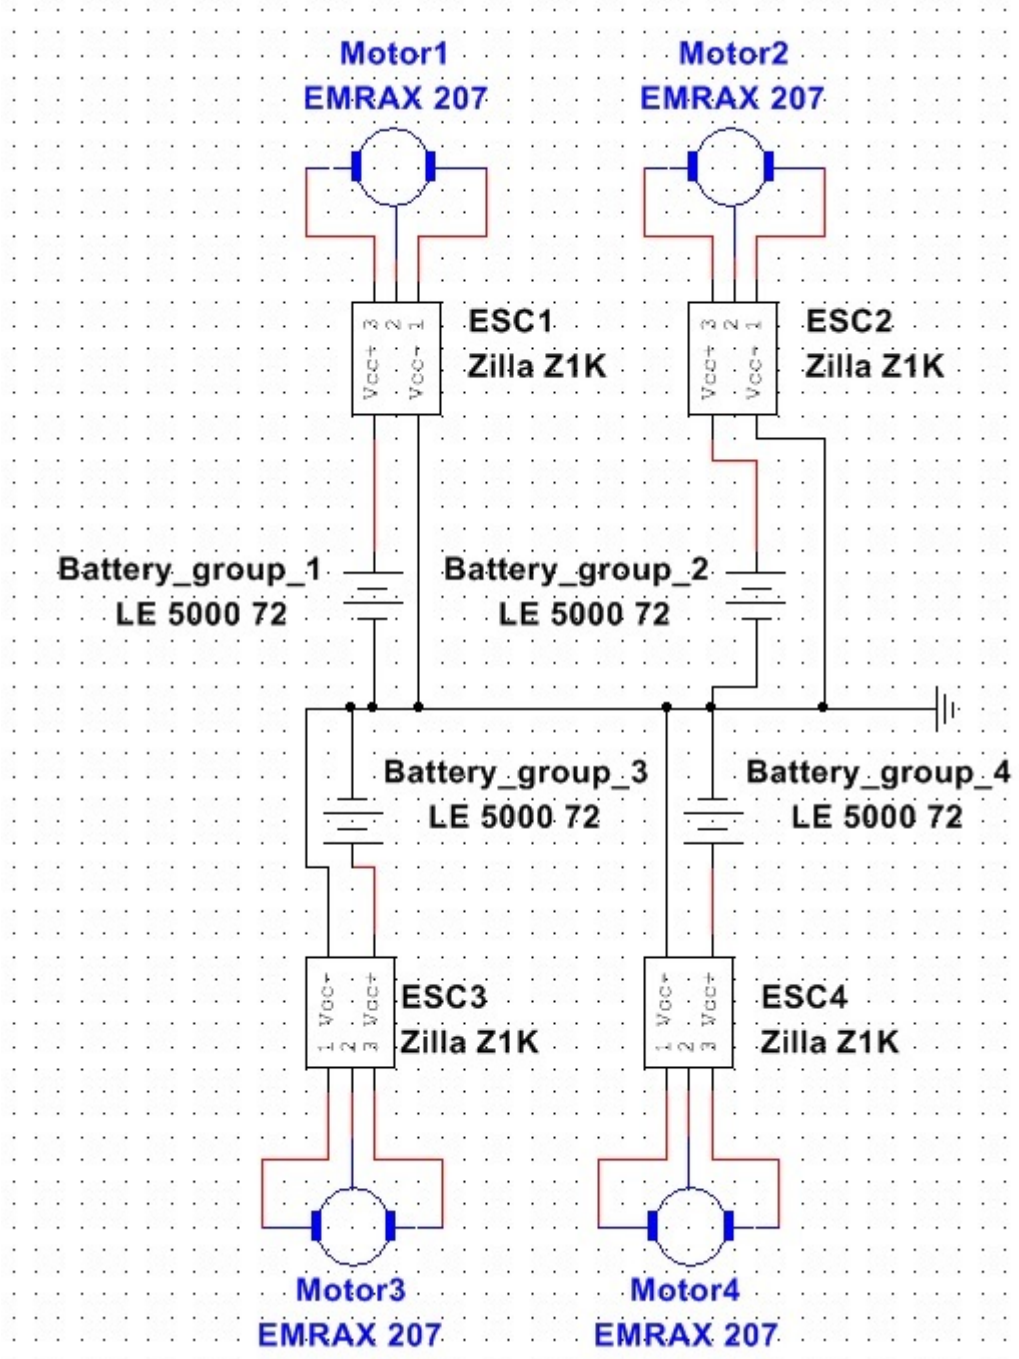 Motor1
EMRAX 207
Motor2
EMRAX 207
3 2 1
Vcc+ Vcc-
ESC1
Zilla Z1K
3 2 1
Vcc+ Vcc-
ESC2
Zilla Z1K
Battery_group_1
LE 5000 72
Battery_group_2
LE 5000 72
Battery_group_3
LE 5000 72
Battery_group_4
LE 5000 72
Vcc- Vcc+
1 2 3
ESC3
Zilla Z1K
Vcc- Vcc+
1 2 3
ESC4
Zilla Z1K
Motor3
EMRAX 207
Motor4
EMRAX 207